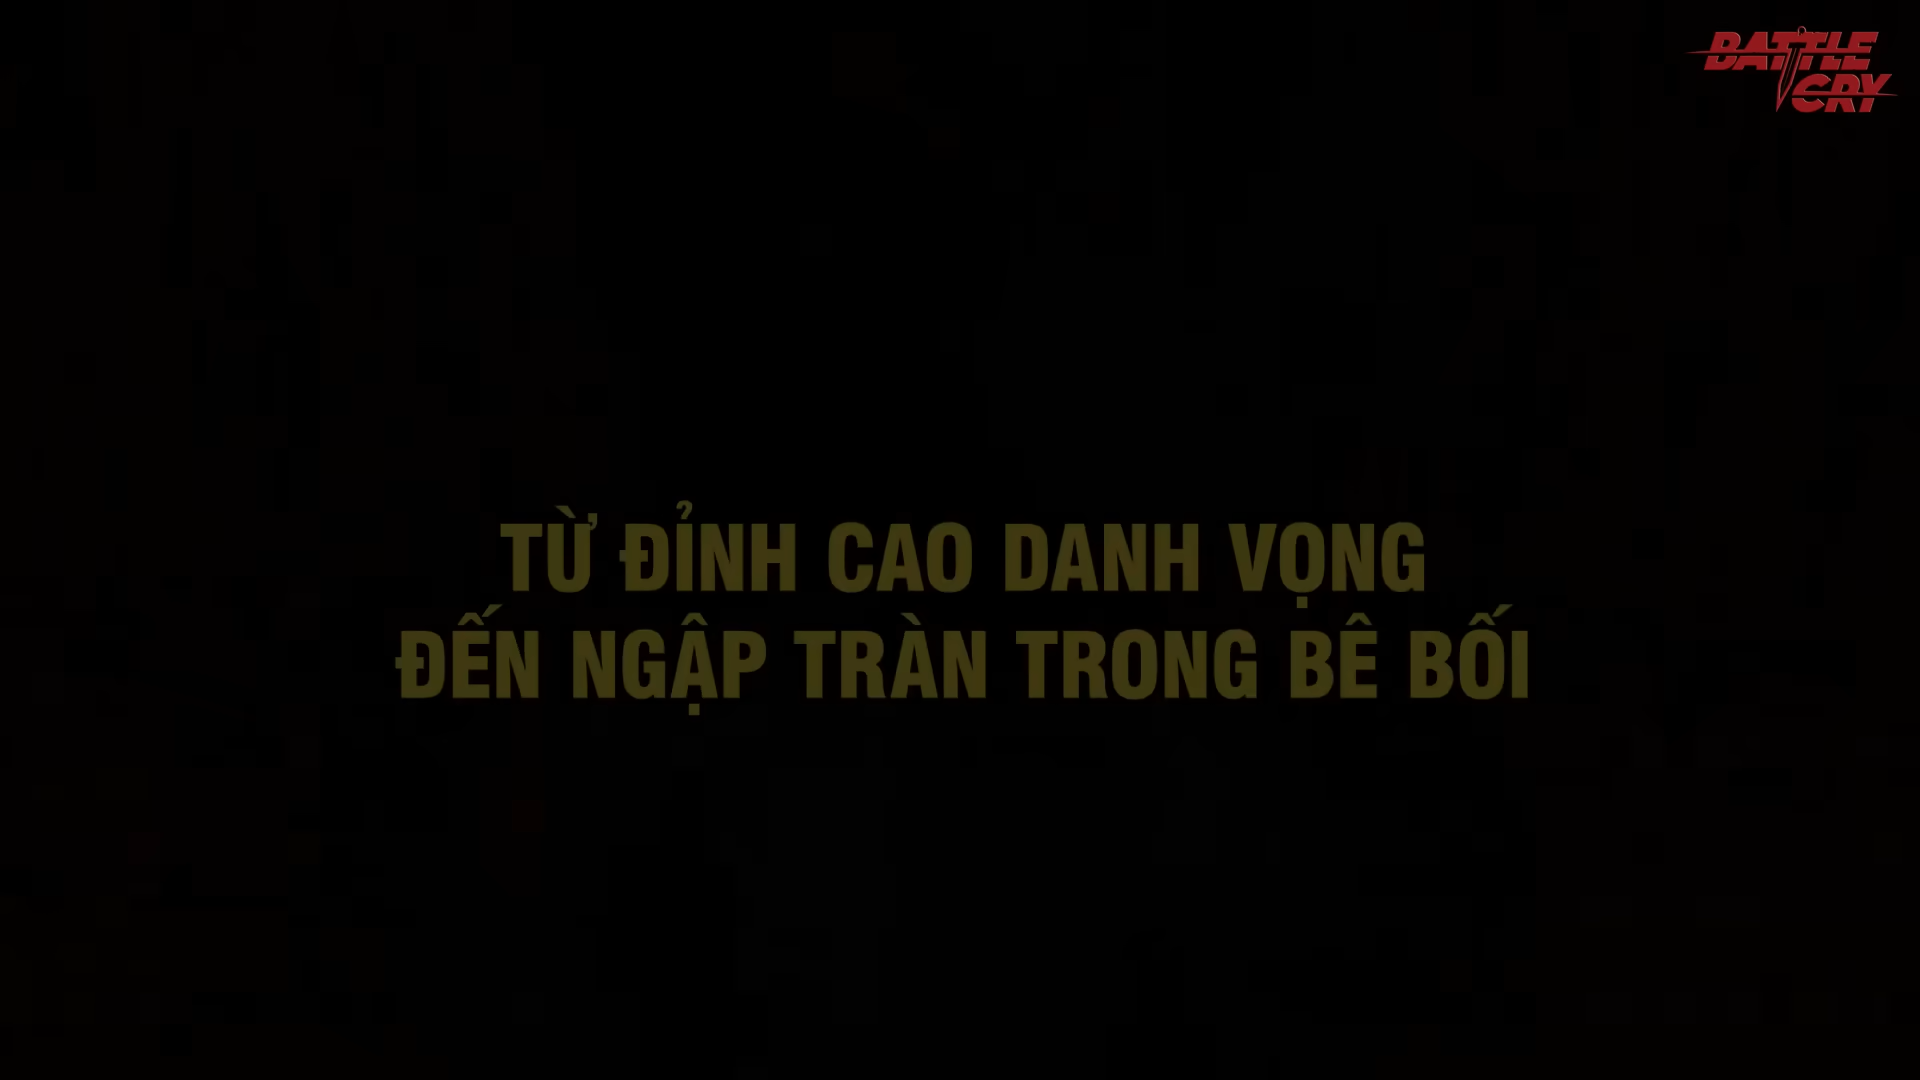 BATTLE
CRY
TỪ ĐỈNH CAO DANH VỌNG
ĐẾN NGẬP TRÀN TRONG BÊ BỐI